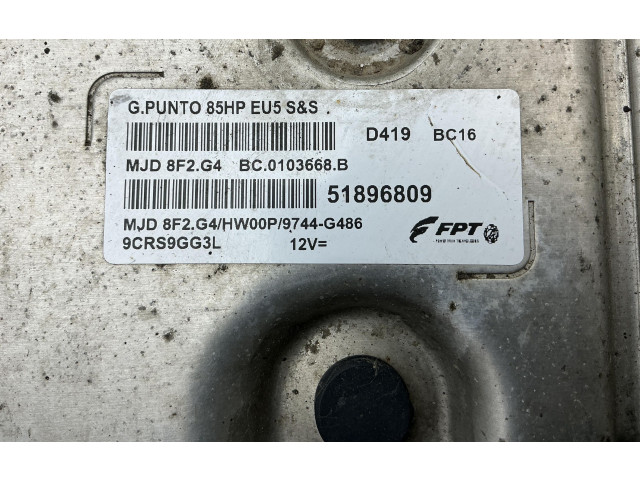 G.PUNTO 85HP EU5 S&S
D419 BC16
MJD 8F2.G4 BC.0103668.B
51896809
MJD 8F2.G4/HW00P/9744-G486
9CRS9GG3L 12V=
FPT